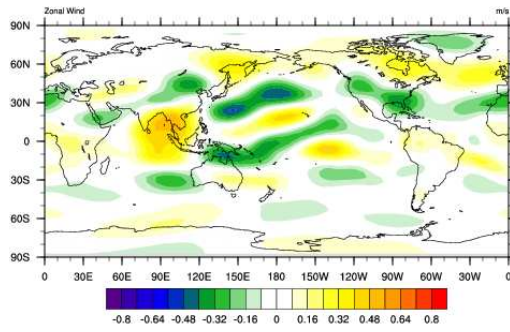 Zonal Wind m/s
90N
60N
30N
0
30S
60S
90S
0 30E 60E 90E 120E 150E 180 150W 120W 90W 60W 30W 0
-0.8 -0.64 -0.48 -0.32 -0.16 0 0.16 0.32 0.48 0.64 0.8